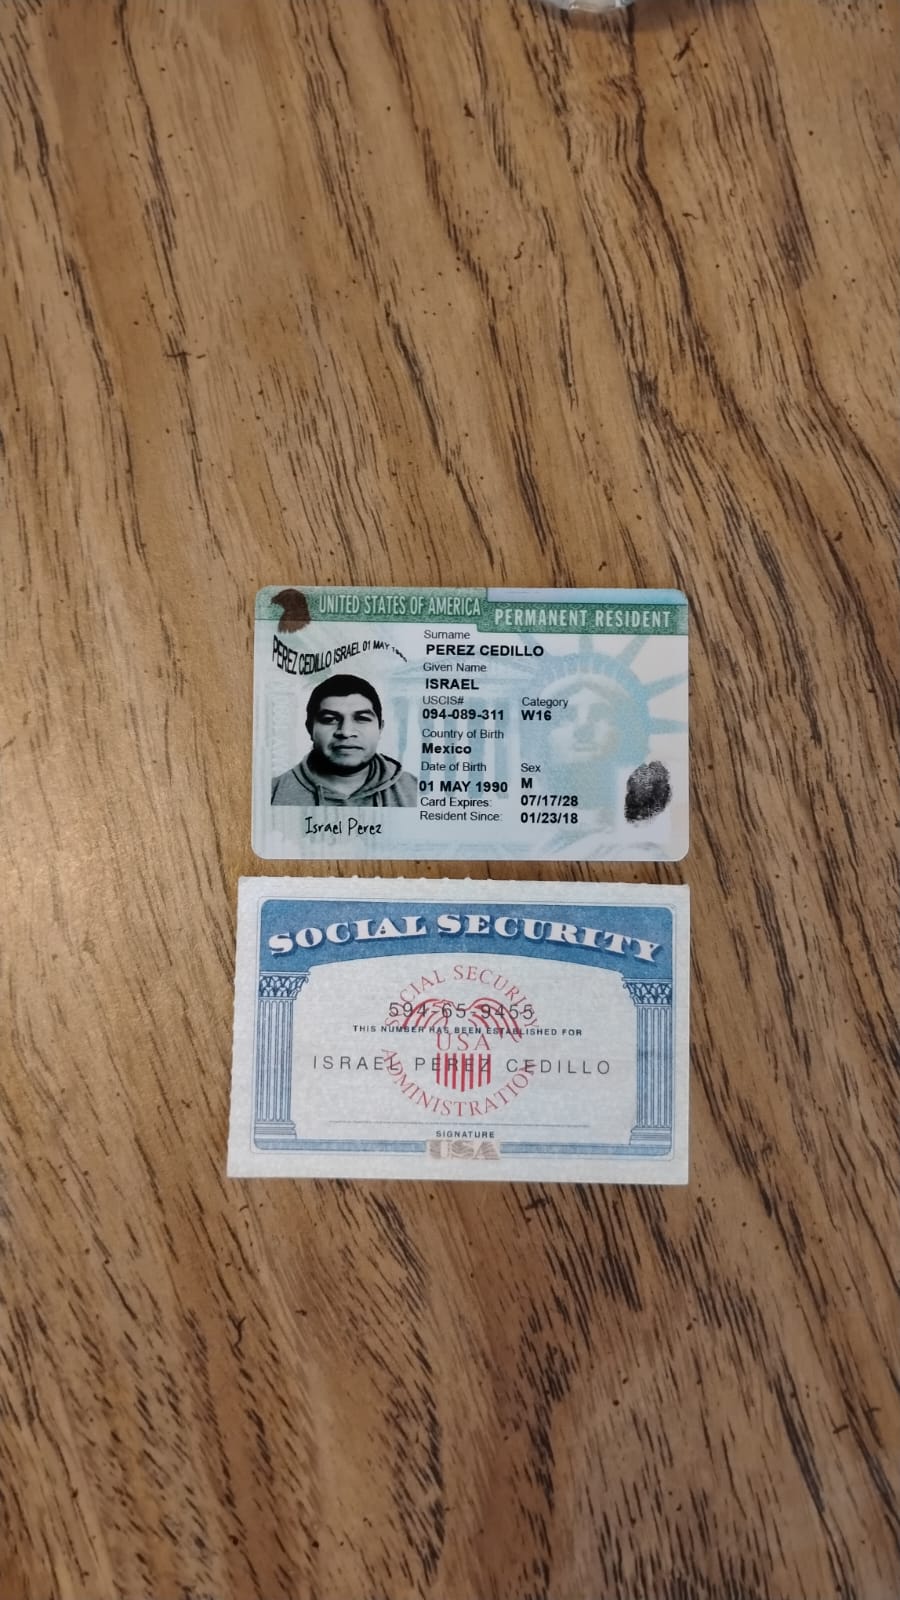 UNITED STATES OF AMERICA
PERMANENT RESIDENT
PEREZ CEDILLO ISRAEL 01 MAY
Surname
PEREZ CEDILLO
Given Name
ISRAEL
USCIS# Category
094-089-311 W16
Country of Birth
Mexico
Date of Birth Sex
01 MAY 1990 M
Card Expires: 07/17/28
Resident Since: 01/23/18
Israel Perez
SOCIAL SECURITY
SOCIAL SECURITY
594-65-9455
THIS NUMBER HAS BEEN ESTABLISHED FOR
USA
ISRAEL PEREZ CEDILLO
ADMINISTRATION
SIGNATURE
USA